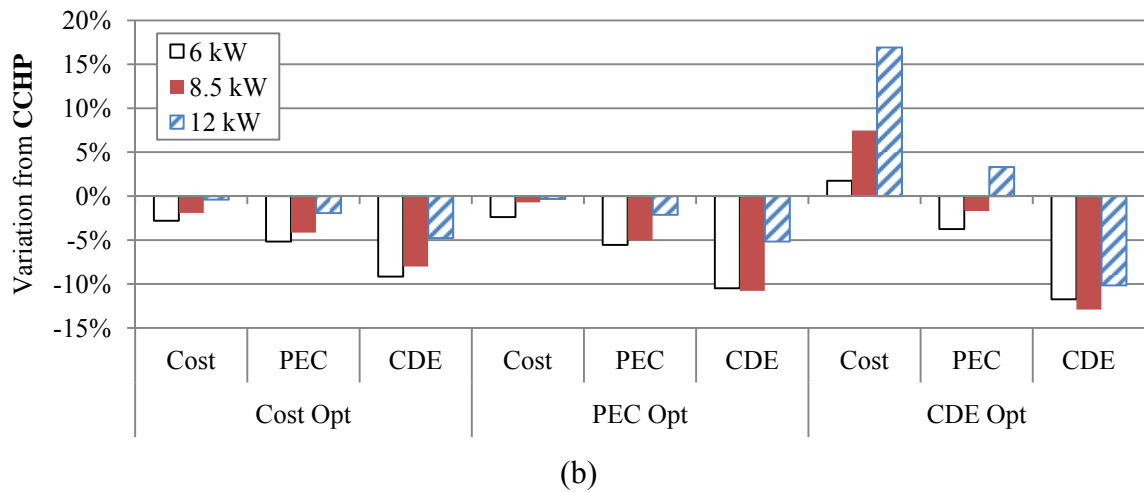 20%
15%
10%
5%
0%
-5%
-10%
-15%
Variation from CCHP
6 kW
8.5 kW
12 kW
Cost PEC CDE Cost PEC CDE Cost PEC CDE
Cost Opt PEC Opt CDE Opt
(b)